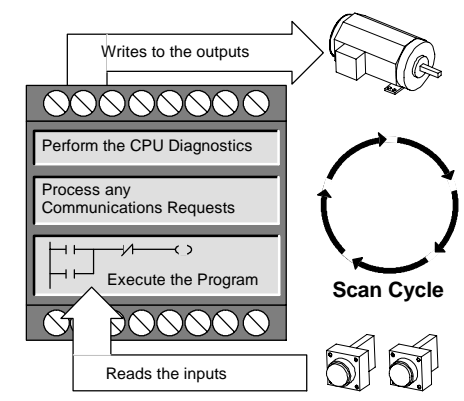 Writes to the outputs
Perform the CPU Diagnostics
Process any
Communications Requests
Execute the Program
Scan Cycle
Reads the inputs